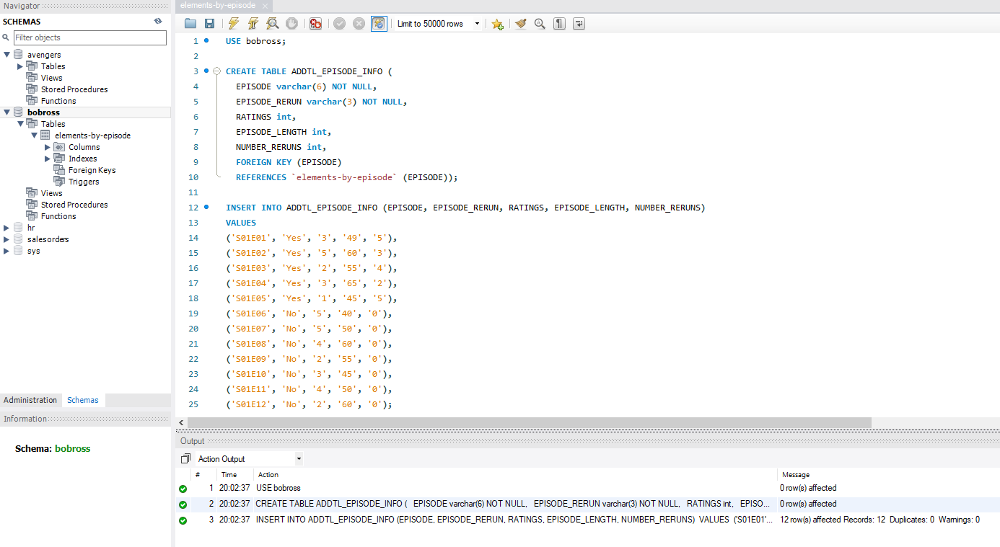 Navigator
SCHEMAS
Filter objects
avengers
Tables
Views
Stored Procedures
Functions
bobross
Tables
elements-by-episode
Columns
Indexes
Foreign Keys
Triggers
Views
Stored Procedures
Functions
hr
salesorders
sys
Administration Schemas
Information
Schema: bobross
elements-by-episode
Limit to 50000 rows
1 USE bobross;
2
3 CREATE TABLE ADDTL_EPISODE_INFO (
4 EPISODE varchar(6) NOT NULL,
5 EPISODE_RERUN varchar(3) NOT NULL,
6 RATINGS int,
7 EPISODE_LENGTH int,
8 NUMBER_RERUNS int,
9 FOREIGN KEY (EPISODE)
10 REFERENCES `elements-by-episode` (EPISODE));
11
12 INSERT INTO ADDTL_EPISODE_INFO (EPISODE, EPISODE_RERUN, RATINGS, EPISODE_LENGTH, NUMBER_RERUNS)
13 VALUES
14 ('S01E01', 'Yes', '3', '49', '5'),
15 ('S01E02', 'Yes', '5', '60', '3'),
16 ('S01E03', 'Yes', '2', '55', '4'),
17 ('S01E04', 'Yes', '3', '65', '2'),
18 ('S01E05', 'Yes', '1', '45', '5'),
19 ('S01E06', 'No', '5', '40', '0'),
20 ('S01E07', 'No', '5', '50', '0'),
21 ('S01E08', 'No', '4', '60', '0'),
22 ('S01E09', 'No', '2', '55', '0'),
23 ('S01E10', 'No', '3', '45', '0'),
24 ('S01E11', 'No', '4', '50', '0'),
25 ('S01E12', 'No', '2', '60', '0');
Output
Action Output
# Time Action Message
1 20:02:37 USE bobross 0 row(s) affected
2 20:02:37 CREATE TABLE ADDTL_EPISODE_INFO ( EPISODE varchar(6) NOT NULL, EPISODE_RERUN varchar(3) NOT NULL, RATINGS int, EPISO... 0 row(s) affected
3 20:02:37 INSERT INTO ADDTL_EPISODE_INFO (EPISODE, EPISODE_RERUN, RATINGS, EPISODE_LENGTH, NUMBER_RERUNS) VALUES ('S01E01'... 12 row(s) affected Records: 12 Duplicates: 0 Warnings: 0